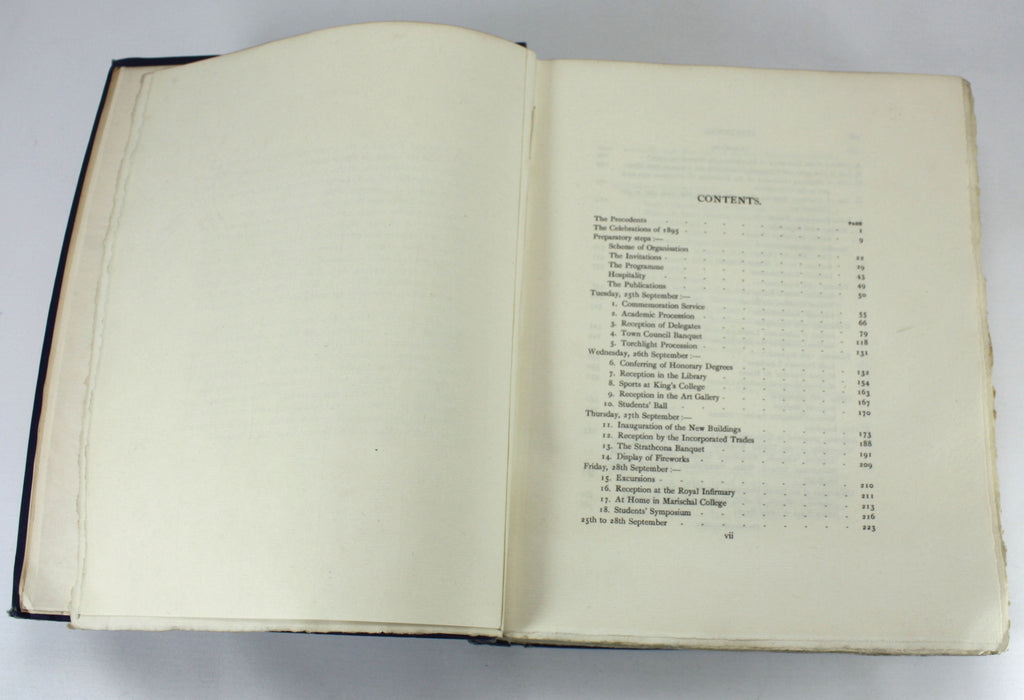 CONTENTS.
PAGE
The Precedents 1
The Celebrations of 1895 9
Preparatory steps :—
Scheme of Organisation 22
The Invitations 29
The Programme 43
Hospitality 49
The Publications 50
Tuesday, 25th September :—
1. Commemoration Service 55
2. Academic Procession 66
3. Reception of Delegates 79
4. Town Council Banquet 118
5. Torchlight Procession 131
Wednesday, 26th September :—
6. Conferring of Honorary Degrees 132
7. Reception in the Library 154
8. Sports at King's College 163
9. Reception in the Art Gallery 167
10. Students' Ball 170
Thursday, 27th September :—
11. Inauguration of the New Buildings 173
12. Reception by the Incorporated Trades 188
13. The Strathcona Banquet 191
14. Display of Fireworks 209
Friday, 28th September :—
15. Excursions 210
16. Reception at the Royal Infirmary 211
17. At Home in Marischal College 213
18. Students' Symposium 216
25th to 28th September 223
vii